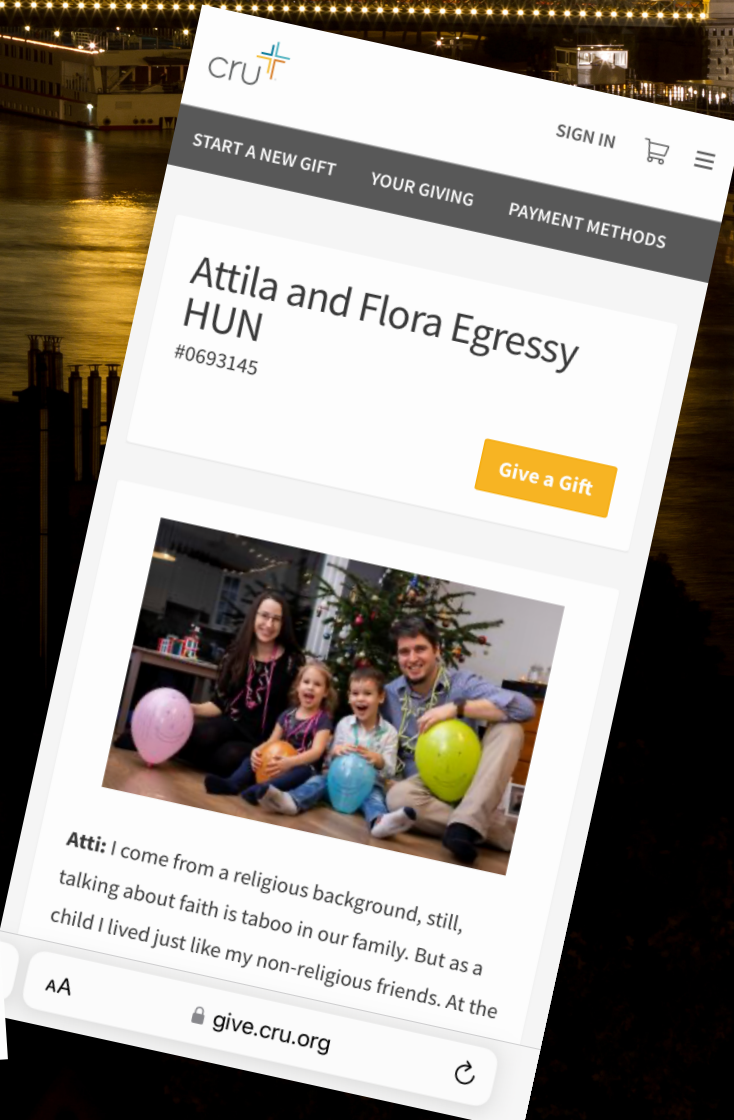 cru
SIGN IN
START A NEW GIFT YOUR GIVING PAYMENT METHODS
Attila and Flora Egressy
HUN
#0693145
Give a Gift
Atti: I come from a religious background, still,
talking about faith is taboo in our family. But as a
child I lived just like my non-religious friends. At the
AA
give.cru.org